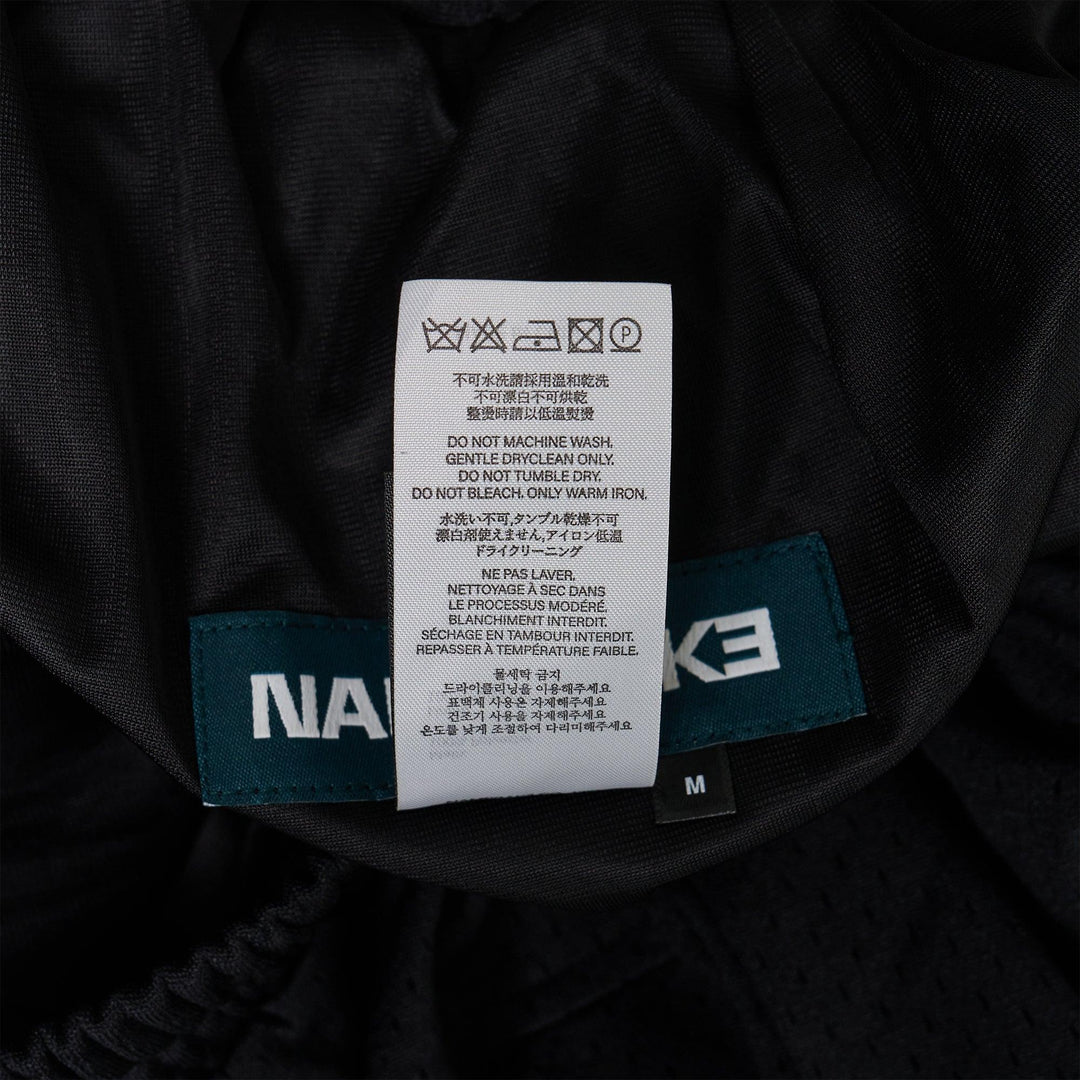 P
不可水洗請採用溫和乾洗
不可漂白不可烘乾
整燙時請以低溫熨燙
DO NOT MACHINE WASH.
GENTLE DRYCLEAN ONLY.
DO NOT TUMBLE DRY.
DO NOT BLEACH. ONLY WARM IRON.
水洗い不可,タンブル乾燥不可
漂白剤使えません,アイロン低温
ドライクリーニング
NE PAS LAVER.
NETTOYAGE À SEC DANS
LE PROCESSUS MODÉRÉ.
BLANCHIMENT INTERDIT.
SÉCHAGE EN TAMBOUR INTERDIT.
REPASSER À TEMPÉRATURE FAIBLE.
물세탁 금지
드라이클리닝을 이용해주세요
표백제 사용은 자제해주세요
건조기 사용을 자제해주세요
온도를 낮게 조절하여 다리미해주세요
M